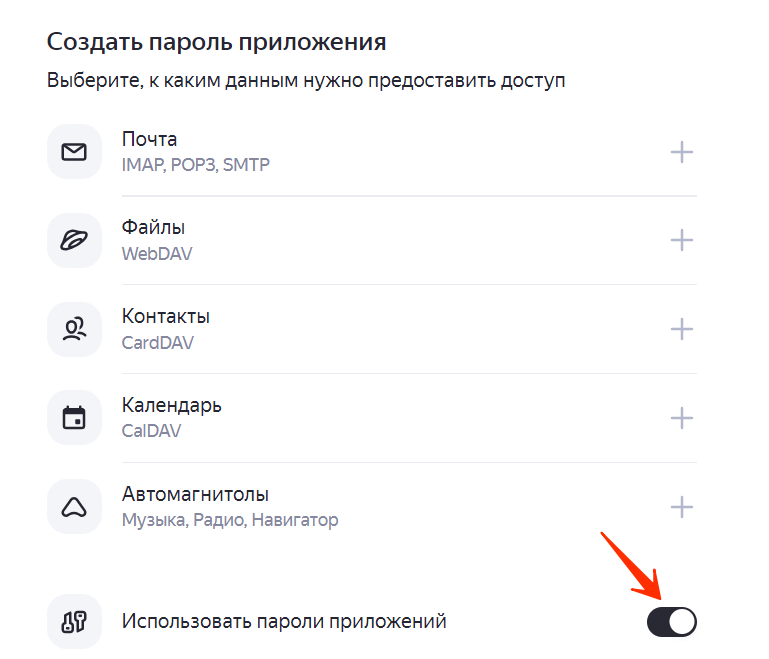 Создать пароль приложения
Выберите, к каким данным нужно предоставить доступ
Почта
IMAP, POP3, SMTP
Файлы
WebDAV
Контакты
CardDAV
Календарь
CalDAV
Автомагнитолы
Музыка, Радио, Навигатор
Использовать пароли приложений